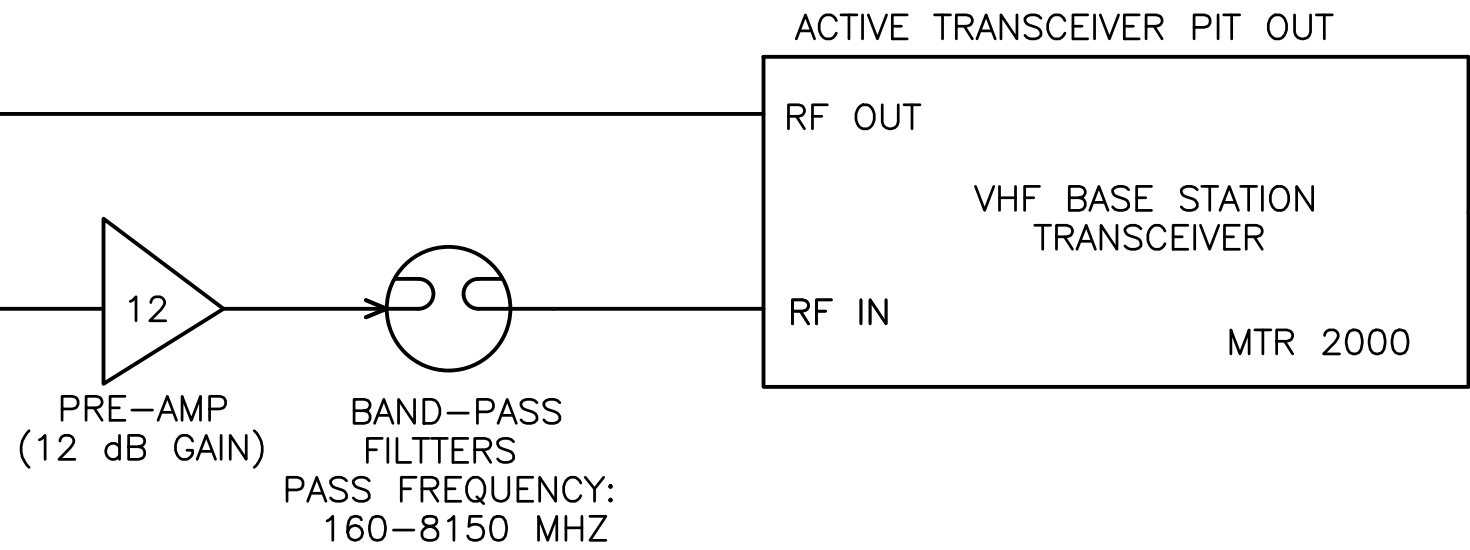 ACTIVE TRANSCEIVER PIT OUT
RF OUT
VHF BASE STATION
TRANSCEIVER
RF IN
MTR 2000
12
PRE-AMP
(12 dB GAIN)
BAND-PASS
FILTTERS
PASS FREQUENCY:
160-8150 MHZ